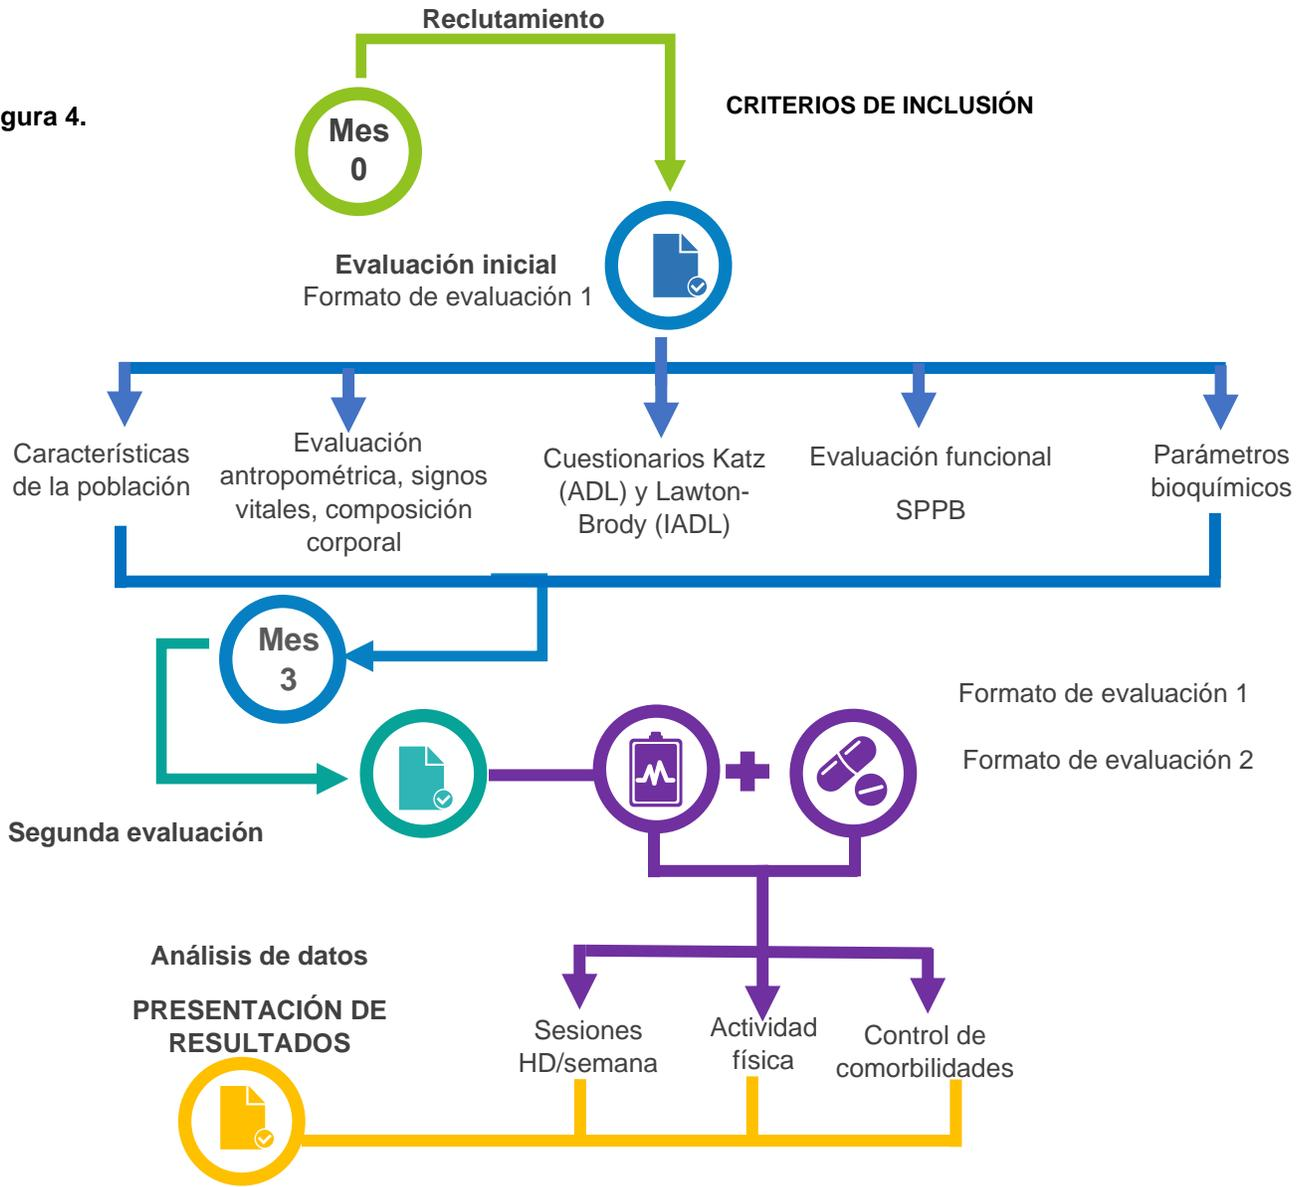 Reclutamiento
gura 4.
CRITERIOS DE INCLUSIÓN
Mes
0
Evaluación inicial
Formato de evaluación 1
Características
de la población
Evaluación
antropométrica, signos
vitales, composición
corporal
Cuestionarios Katz
(ADL) y Lawton-
Brody (IADL)
Evaluación funcional
SPPB
Parámetros
bioquímicos
Mes
3
Formato de evaluación 1
Formato de evaluación 2
Segunda evaluación
Análisis de datos
PRESENTACIÓN DE
RESULTADOS
Sesiones
HD/semana
Actividad
física
Control de
comorbilidades